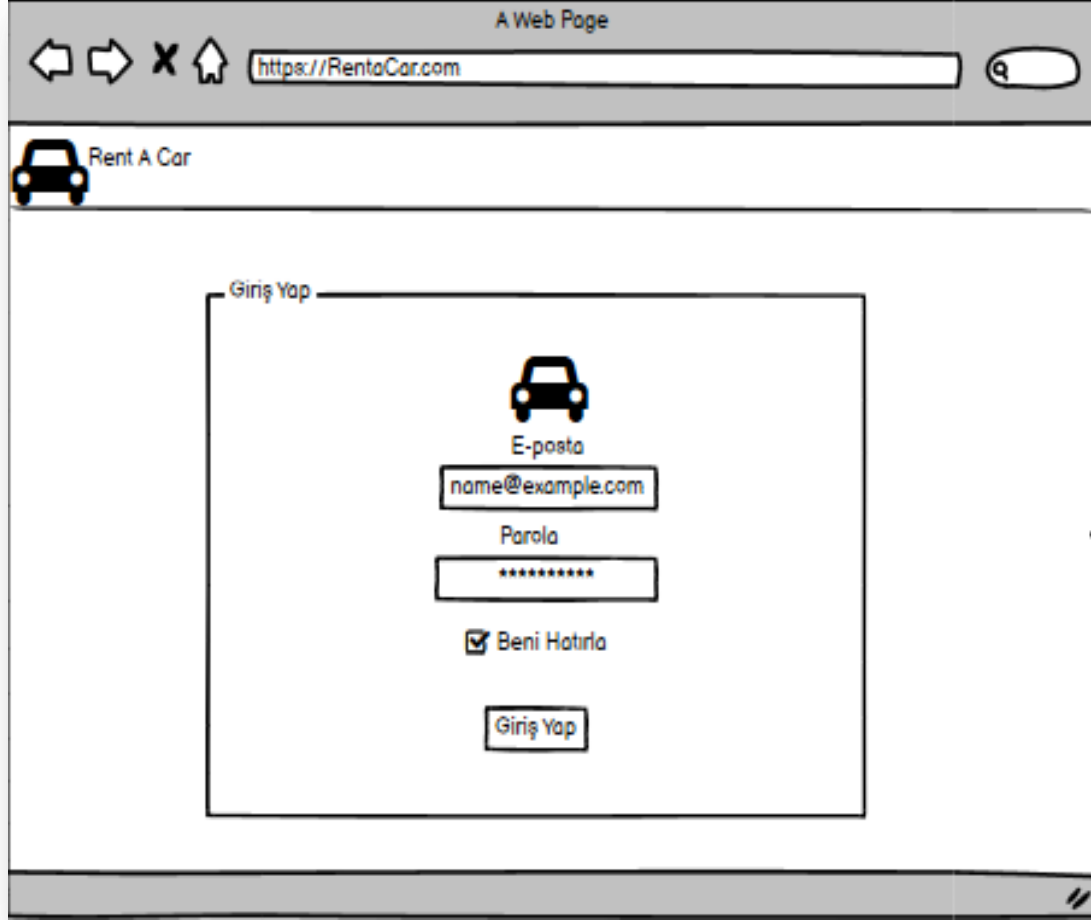 A Web Page
https://RentaCar.com
Rent A Car
Giriş Yap
E-posta
name@example.com
Parola
**********
Beni Hatırla
Giriş Yap